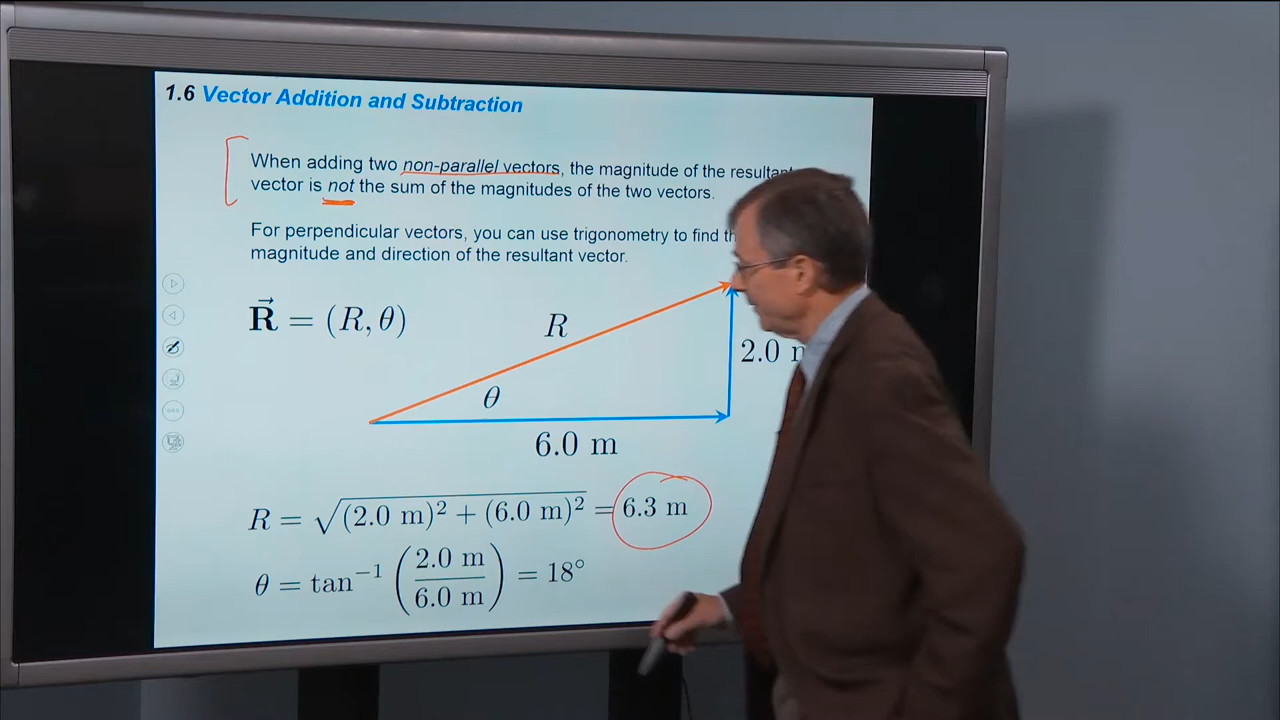 1.6 Vector Addition and Subtraction
When adding two non-parallel vectors, the magnitude of the resultant
vector is not the sum of the magnitudes of the two vectors.
For perpendicular vectors, you can use trigonometry to find
magnitude and direction of the resultant vector.
R⃗ = (R, θ)
R
2.0
θ
6.0 m
R = √(2.0 m)² + (6.0 m)² = 6.3 m
θ = tan⁻¹ (2.0 m / 6.0 m) = 18°